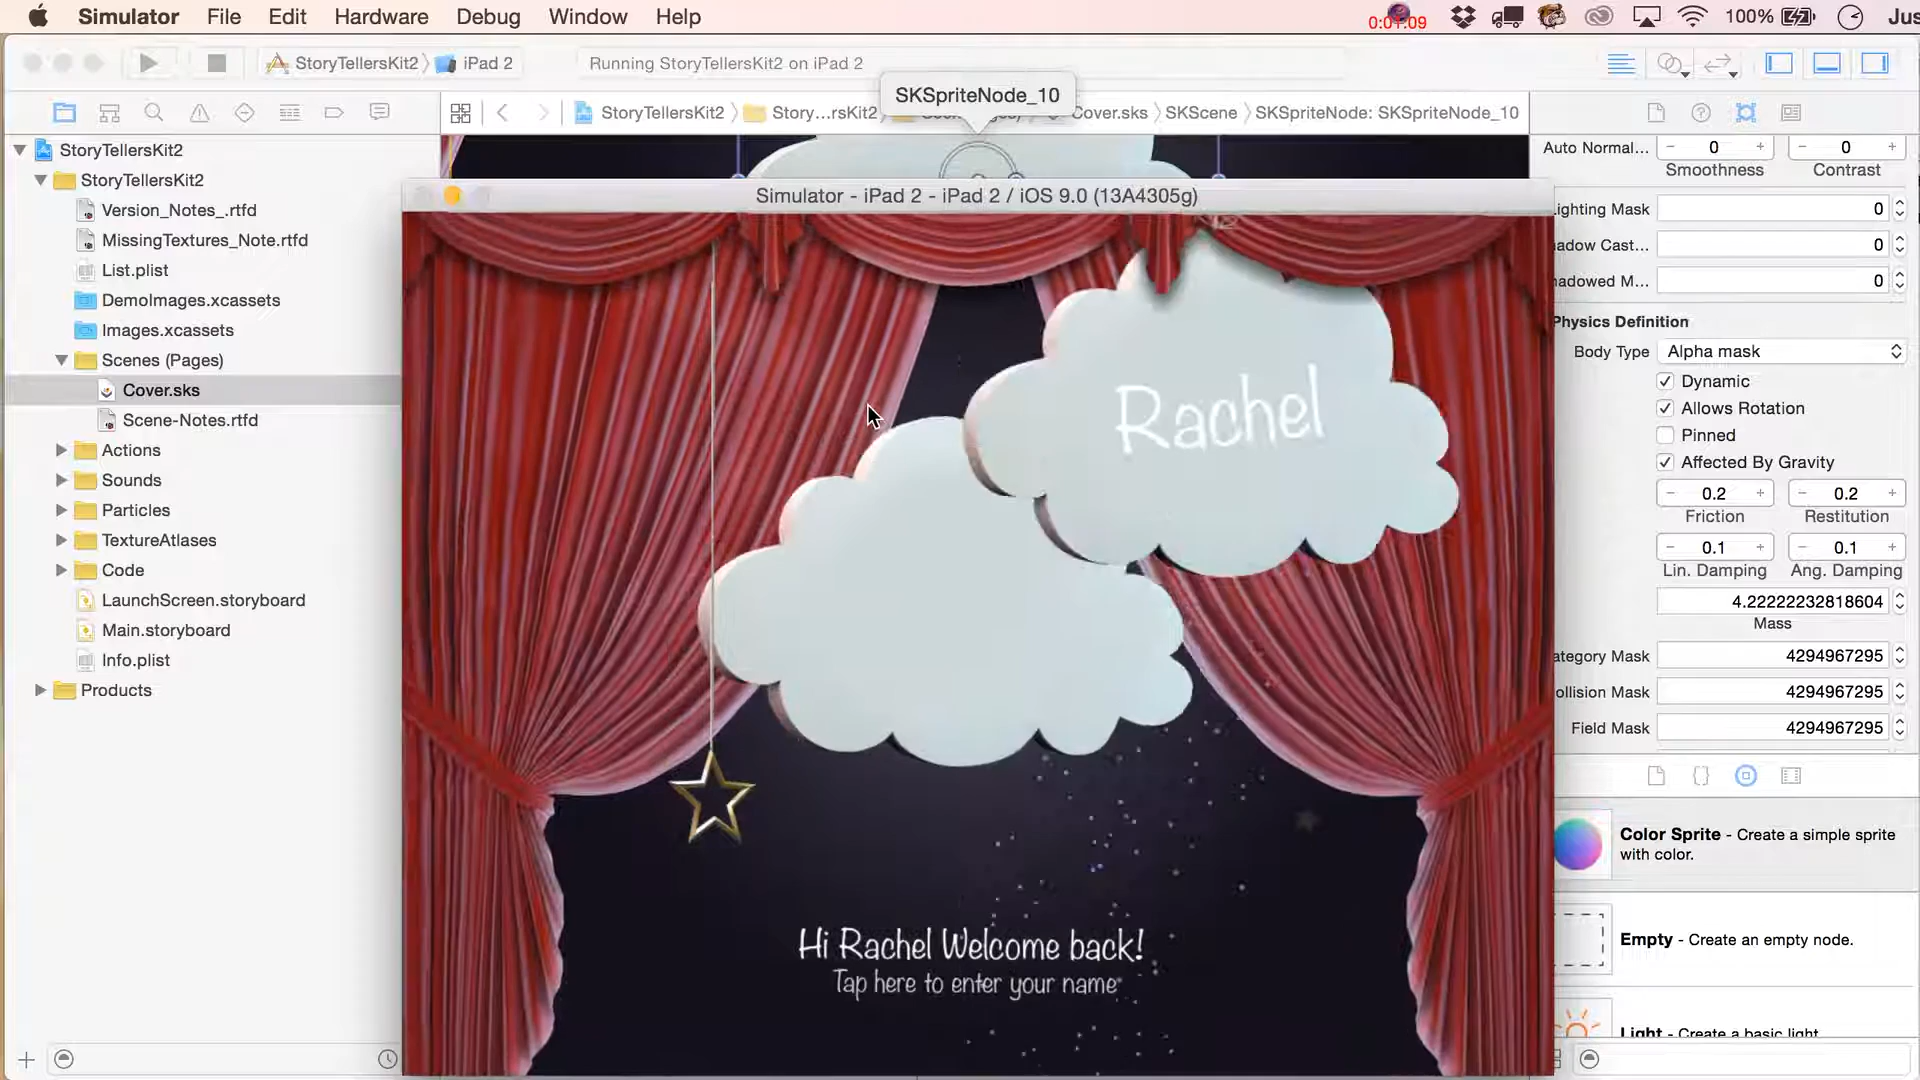 Simulator File Edit Hardware Debug Window Help
0:01:09
100%
Jus
StoryTellersKit2 iPad 2
Running StoryTellersKit2 on iPad 2
SKSpriteNode_10
StoryTellersKit2 Story...rsKit2 Cover.sks SKScene SKSpriteNode: SKSpriteNode_10
StoryTellersKit2
StoryTellersKit2
Version_Notes_.rtfd
MissingTextures_Note.rtfd
List.plist
DemoImages.xcassets
Images.xcassets
Scenes (Pages)
Cover.sks
Scene-Notes.rtfd
Actions
Sounds
Particles
TextureAtlases
Code
LaunchScreen.storyboard
Main.storyboard
Info.plist
Products
Simulator - iPad 2 - iPad 2 / iOS 9.0 (13A4305g)
Rachel
Hi Rachel Welcome back!
Tap here to enter your name
Auto Normal... 0 0
Smoothness Contrast
ighting Mask 0
hadow Cast... 0
hadowed M... 0
Physics Definition
Body Type Alpha mask
Dynamic
Allows Rotation
Pinned
Affected By Gravity
0.2 0.2
Friction Restitution
0.1 0.1
Lin. Damping Ang. Damping
4.22222232818604
Mass
ategory Mask 4294967295
ollision Mask 4294967295
Field Mask 4294967295
Color Sprite - Create a simple sprite
with color.
Empty - Create an empty node.
Light - Create a basic light